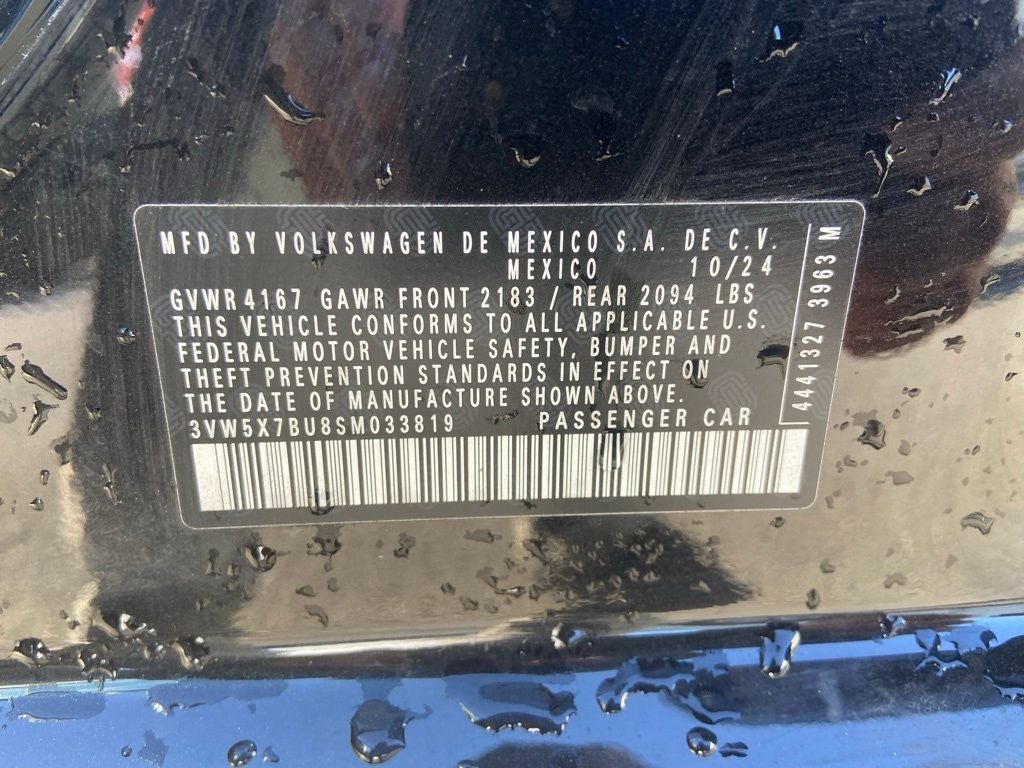 MFD BY VOLKSWAGEN DE MEXICO S.A. DE C.V.
MEXICO 10/24
GVWR 4167 GAWR FRONT 2183 / REAR 2094 LBS
THIS VEHICLE CONFORMS TO ALL APPLICABLE U.S.
FEDERAL MOTOR VEHICLE SAFETY, BUMPER AND
THEFT PREVENTION STANDARDS IN EFFECT ON
THE DATE OF MANUFACTURE SHOWN ABOVE.
3VW5X7BU8SM033819 PASSENGER CAR
4441327 3963 M